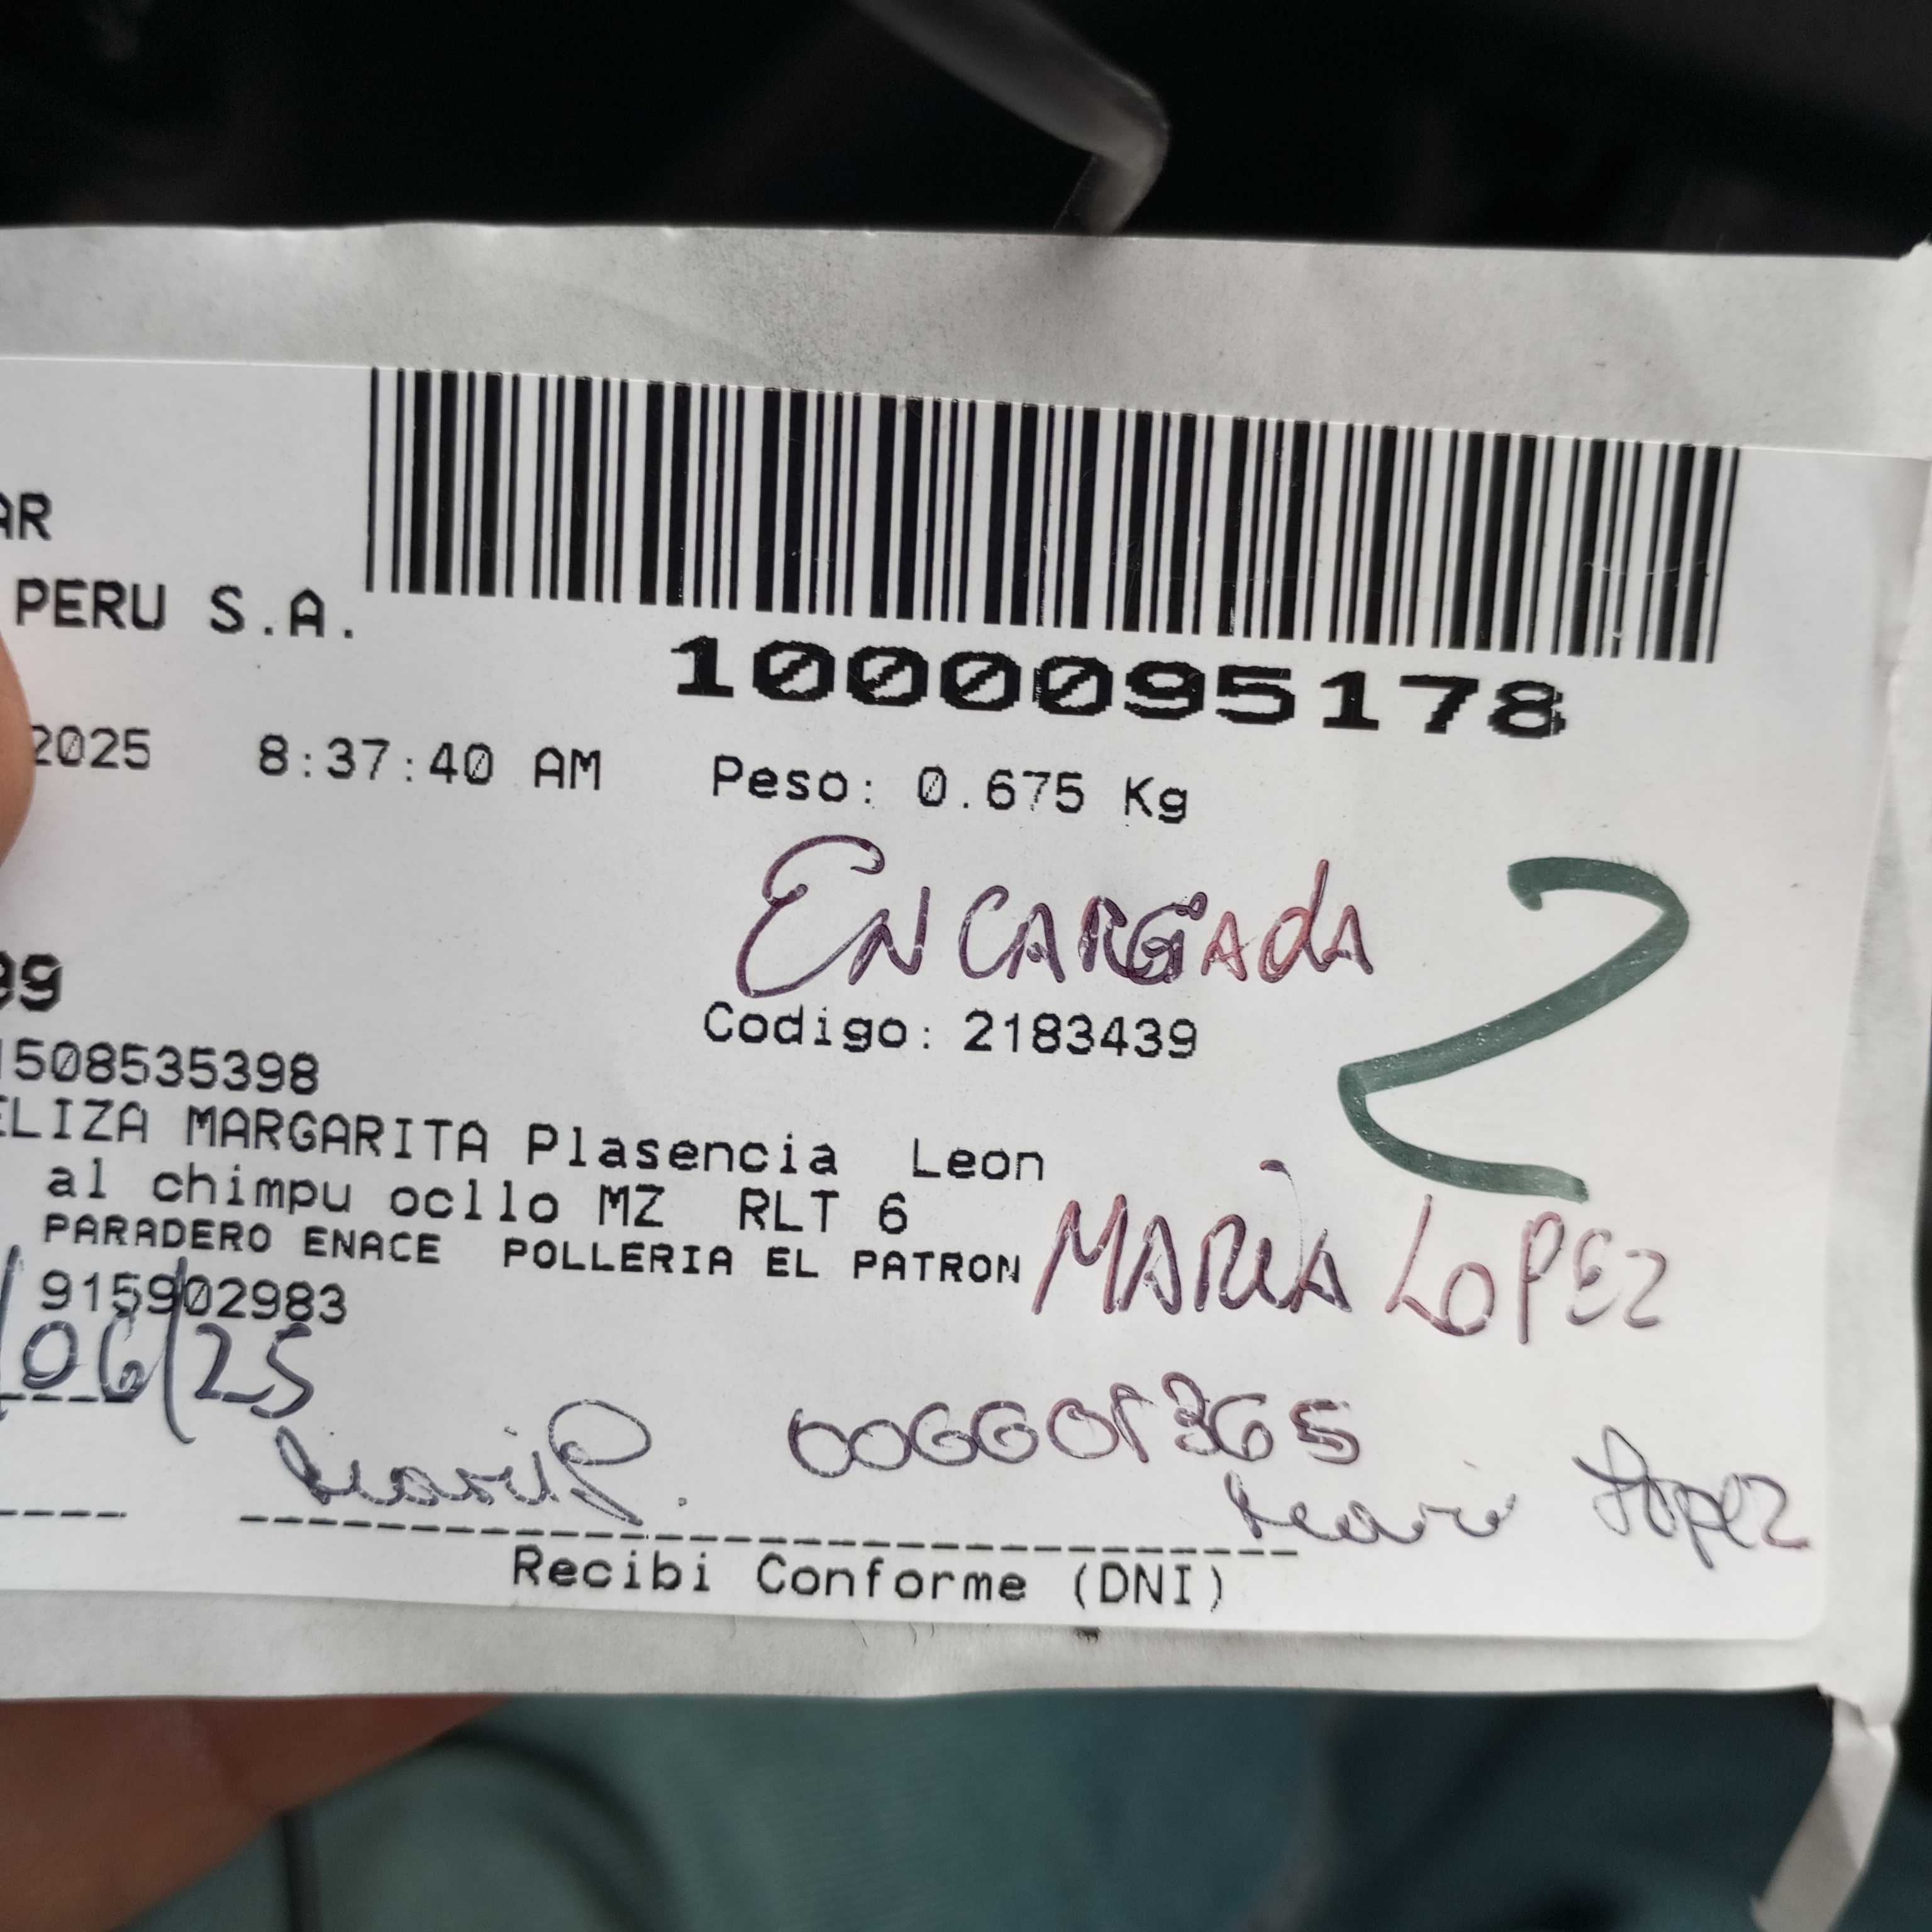 AR
PERU S.A.
1000095178
2025 8:37:40 AM Peso: 0.675 Kg
ENCARGAdA
2
99
Codigo: 2183439
1508535398
ELIZA MARGARITA Plasencia Leon
al chimpu ocllo MZ RLT 6
PARADERO ENACE POLLERIA EL PATRON
MARIA LOPEZ
915902983
/06/25
Lopez
Recibi Conforme (DNI)